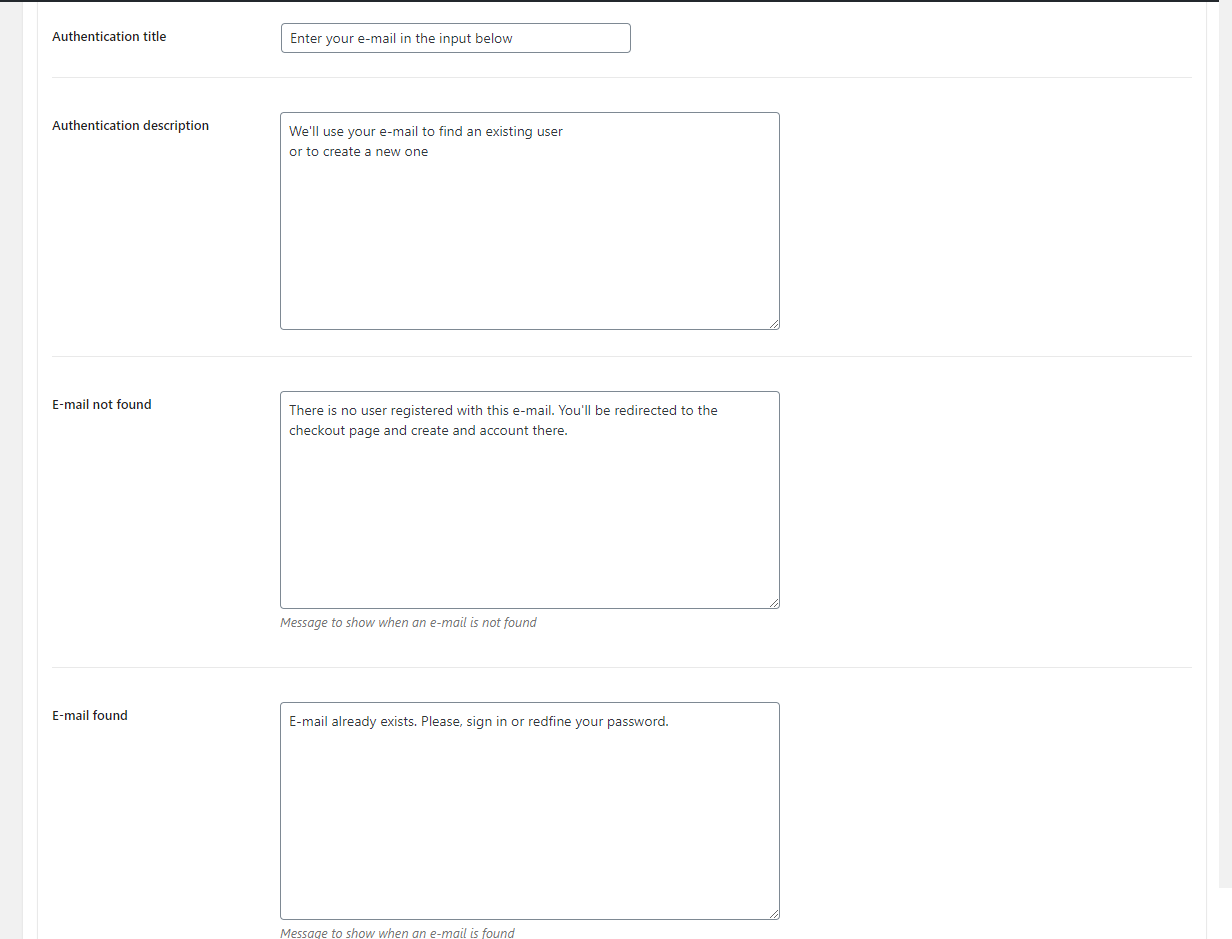 Authentication title
Enter your e-mail in the input below
Authentication description
We'll use your e-mail to find an existing user
or to create a new one
E-mail not found
There is no user registered with this e-mail. You'll be redirected to the
checkout page and create and account there.
Message to show when an e-mail is not found
E-mail found
E-mail already exists. Please, sign in or redfine your password.
Message to show when an e-mail is found